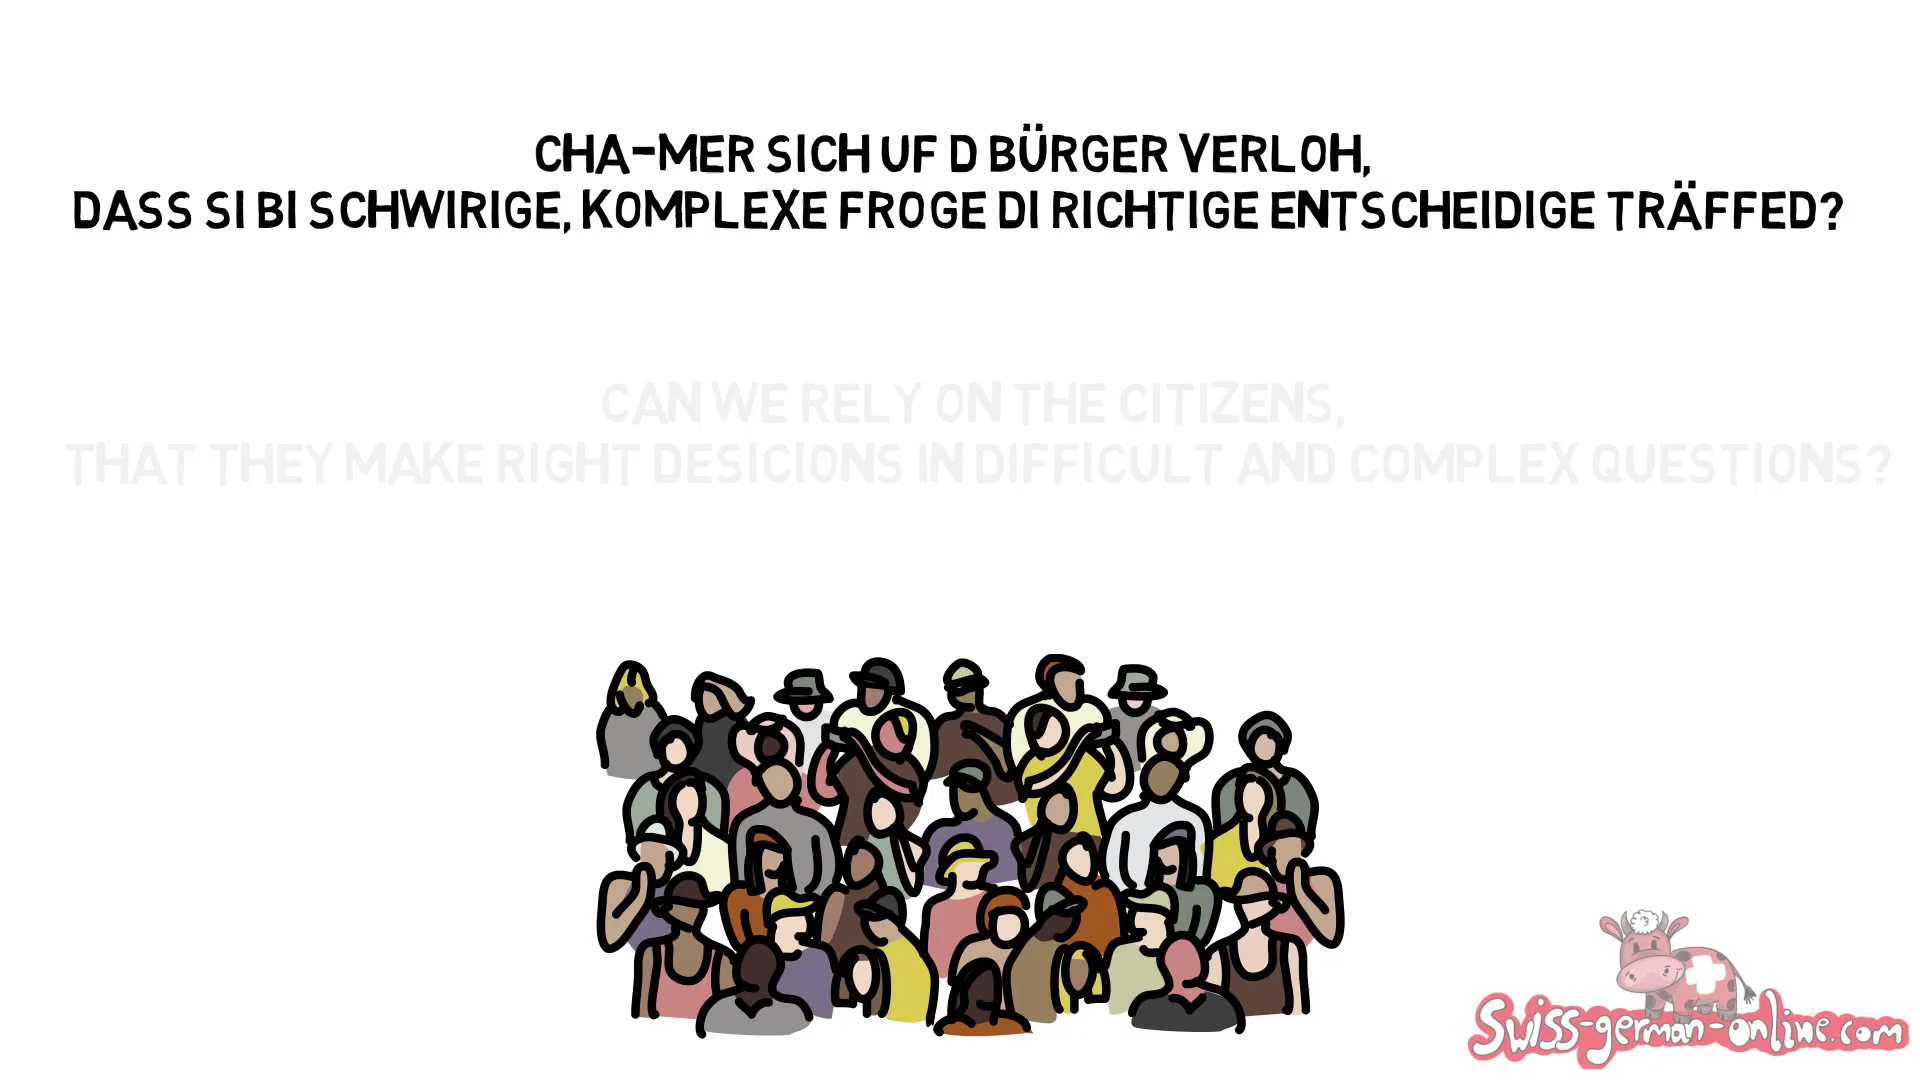 CHA-MER SICH UF D BÜRGER VERLOH,
DASS SI BI SCHWIRIGE, KOMPLEXE FROGE DI RICHTIGE ENTSCHEIDIGE TRÄFFED?
CAN WE RELY ON THE CITIZENS,
THAT THEY MAKE RIGHT DESICIONS IN DIFFICULT AND COMPLEX QUESTIONS?
Swiss-german-online.com